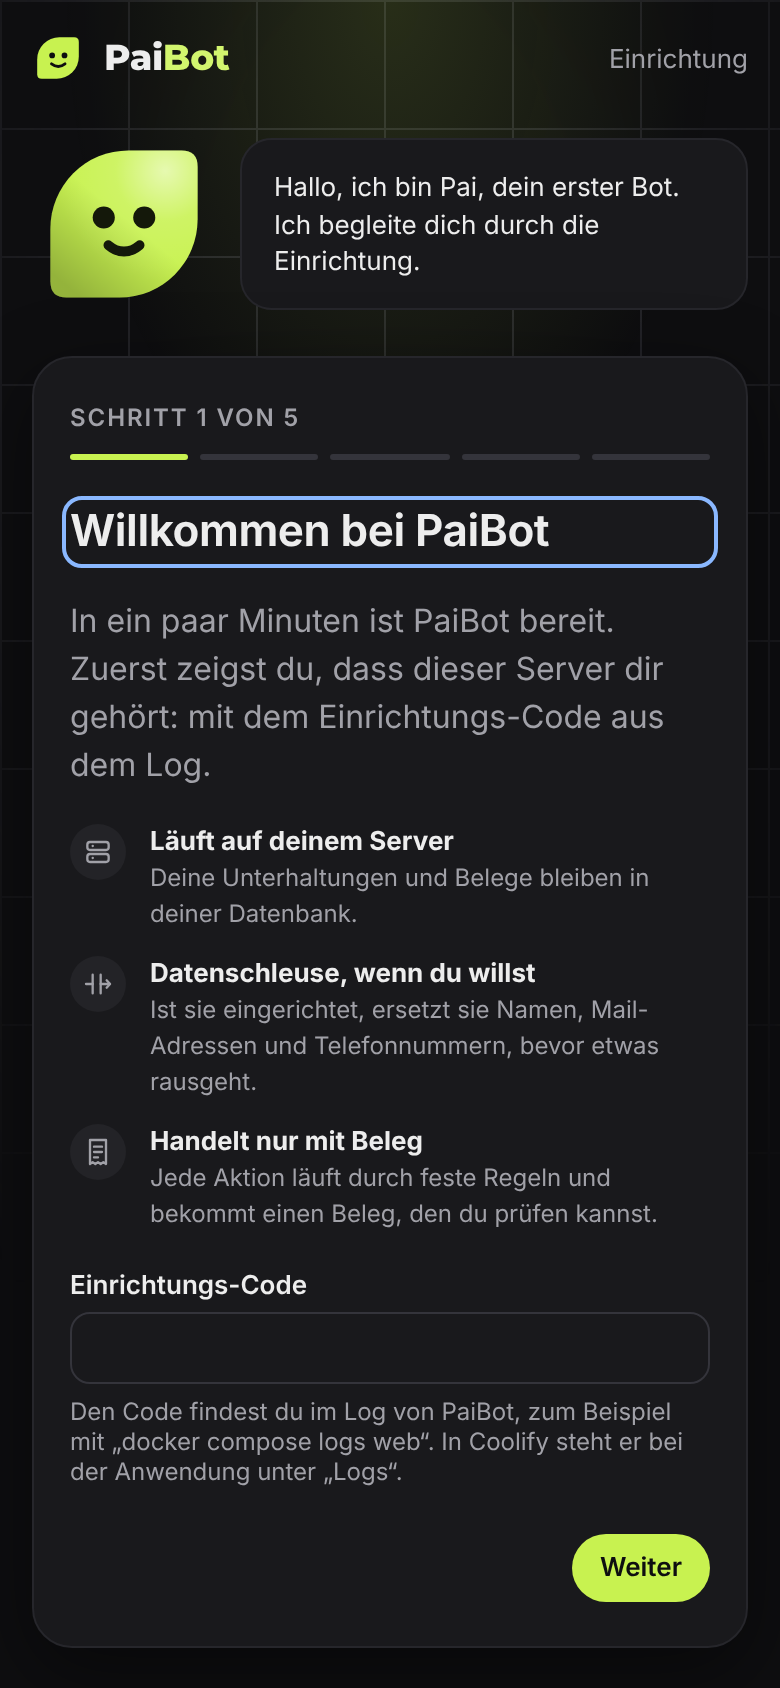 PaiBot
Einrichtung
Hallo, ich bin Pai, dein erster Bot.
Ich begleite dich durch die
Einrichtung.
SCHRITT 1 VON 5
Willkommen bei PaiBot
In ein paar Minuten ist PaiBot bereit.
Zuerst zeigst du, dass dieser Server dir
gehört: mit dem Einrichtungs-Code aus
dem Log.
Läuft auf deinem Server
Deine Unterhaltungen und Belege bleiben in
deiner Datenbank.
Datenschleuse, wenn du willst
Ist sie eingerichtet, ersetzt sie Namen, Mail-
Adressen und Telefonnummern, bevor etwas
rausgeht.
Handelt nur mit Beleg
Jede Aktion läuft durch feste Regeln und
bekommt einen Beleg, den du prüfen kannst.
Einrichtungs-Code
Den Code findest du im Log von PaiBot, zum Beispiel
mit „docker compose logs web“. In Coolify steht er bei
der Anwendung unter „Logs“.
Weiter